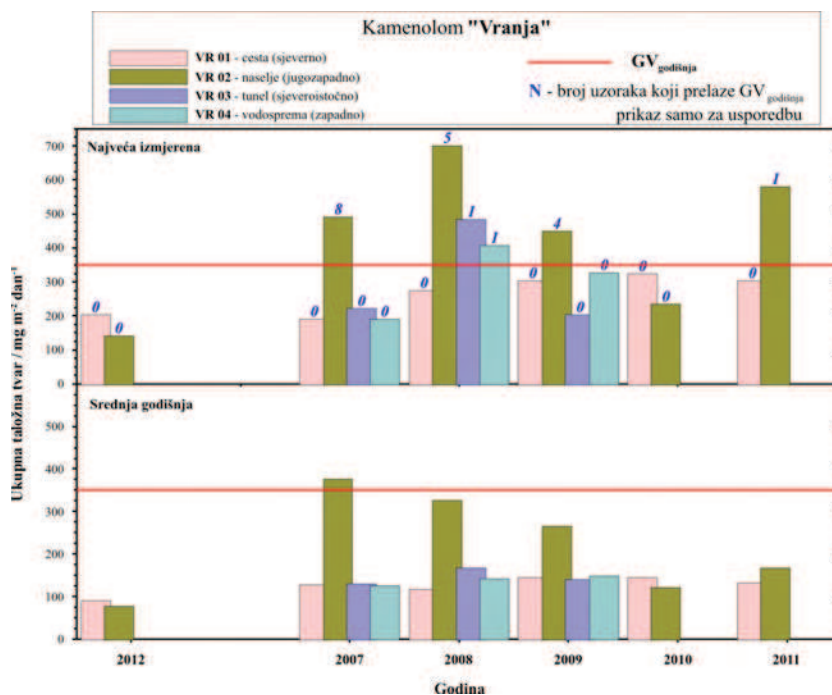 Kamenolom "Vranja"
VR 01 - cesta (sjeverno)
VR 02 - naselje (jugozapadno)
VR 03 - tunel (sjeveroistočno)
VR 04 - vodosprema (zapadno)
GVgodišnja
N - broj uzoraka koji prelaze GVgodišnja
prikaz samo za usporedbu
Najveća izmjerena
700
600
500
400
300
200
100
0
0 0
0 8 0 0
0 5 1 1
0 4 0 0
0 0
0 1
Ukupna taložna tvar / mg m⁻² dan⁻¹
Srednja godišnja
500
400
300
200
100
0
2012 2007 2008 2009 2010 2011
Godina